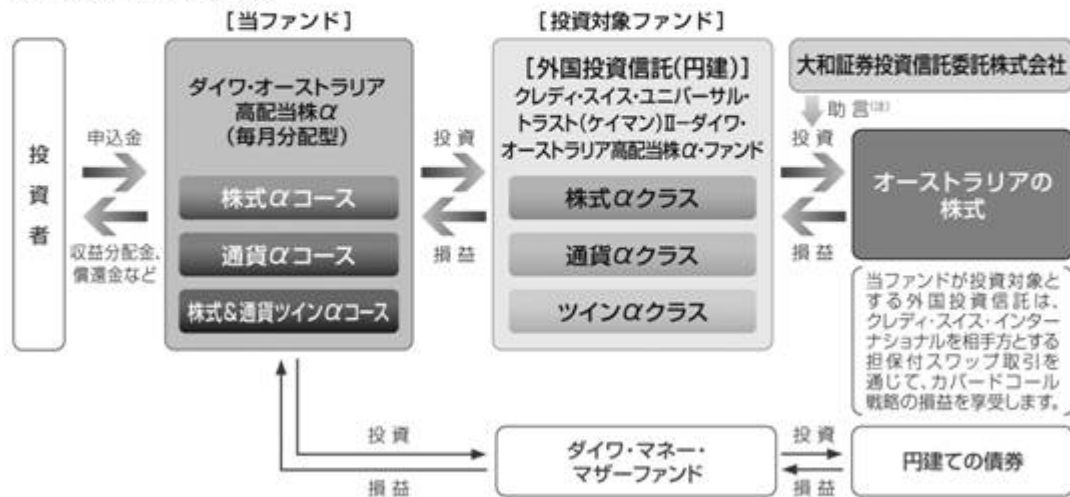 [当ファンド]
[投資対象ファンド]
投資者
申込金
収益分配金、
償還金など
ダイワ・オーストラリア
高配当株α
(毎月分配型)
株式αコース
通貨αコース
株式&通貨ツインαコース
投資
損益
[外国投資信託(円建)]
クレディ・スイス・ユニバーサル・
トラスト(ケイマン)Ⅱ−ダイワ・
オーストラリア高配当株α・ファンド
株式αクラス
通貨αクラス
ツインαクラス
大和証券投資信託委託株式会社
助言(注)
投資
損益
オーストラリアの
株式
当ファンドが投資対象と
する外国投資信託は、
クレディ・スイス・インター
ナショナルを相手方とする
担保付スワップ取引を
通じて、カバードコール
戦略の損益を享受します。
投資
損益
ダイワ・マネー・
マザーファンド
投資
損益
円建ての債券